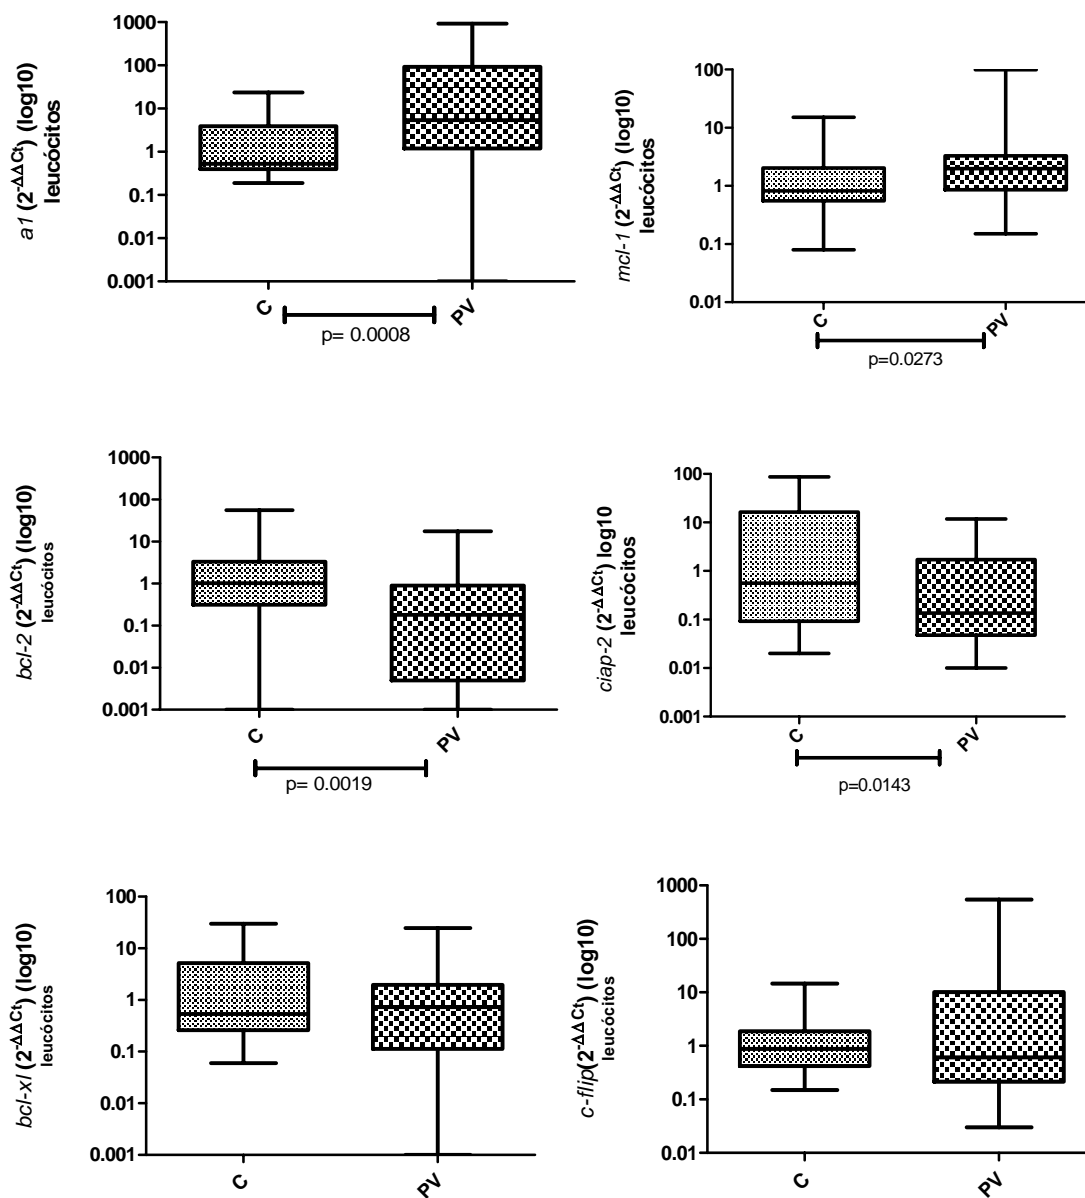 a1 (2-ΔΔCt) (log10)
leucócitos
1000
100
10
1
0.1
0.01
0.001
C
PV
p= 0.0008
mcl-1 (2-ΔΔCt) (log10)
leucócitos
100
10
1
0.1
0.01
C
PV
p=0.0273
bcl-2 (2-ΔΔCt) (log10)
leucócitos
1000
100
10
1
0.1
0.01
0.001
C
PV
p= 0.0019
ciap-2 (2-ΔΔCt) log10
leucócitos
100
10
1
0.1
0.01
0.001
C
PV
p=0.0143
bcl-xl (2-ΔΔCt) (log10)
leucócitos
100
10
1
0.1
0.01
0.001
C
PV
c-flip(2-ΔΔCt) (log10)
leucócitos
1000
100
10
1
0.1
0.01
C
PV